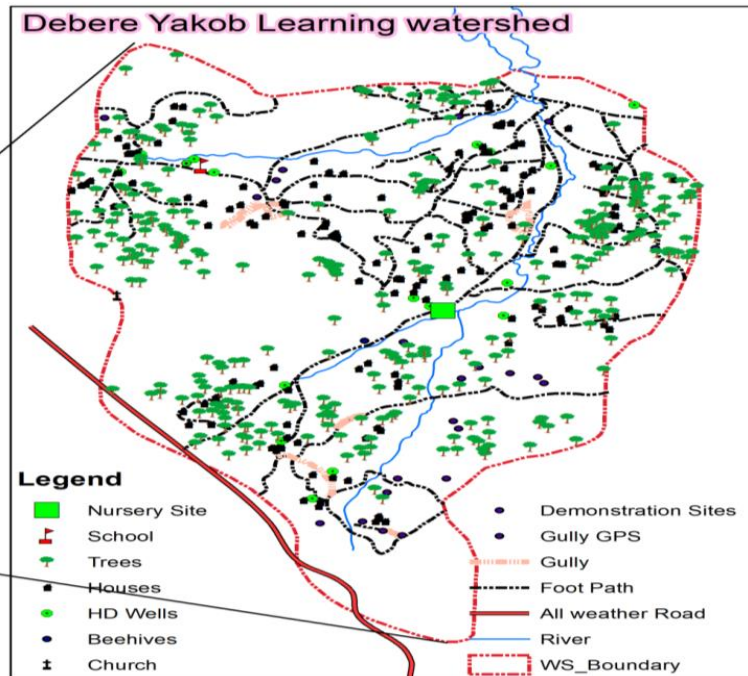 Debere Yakob Learning watershed
Legend
Nursery Site
School
Trees
Houses
HD Wells
Beehives
Church
Demonstration Sites
Gully GPS
Gully
Foot Path
All weather Road
River
WS_Boundary